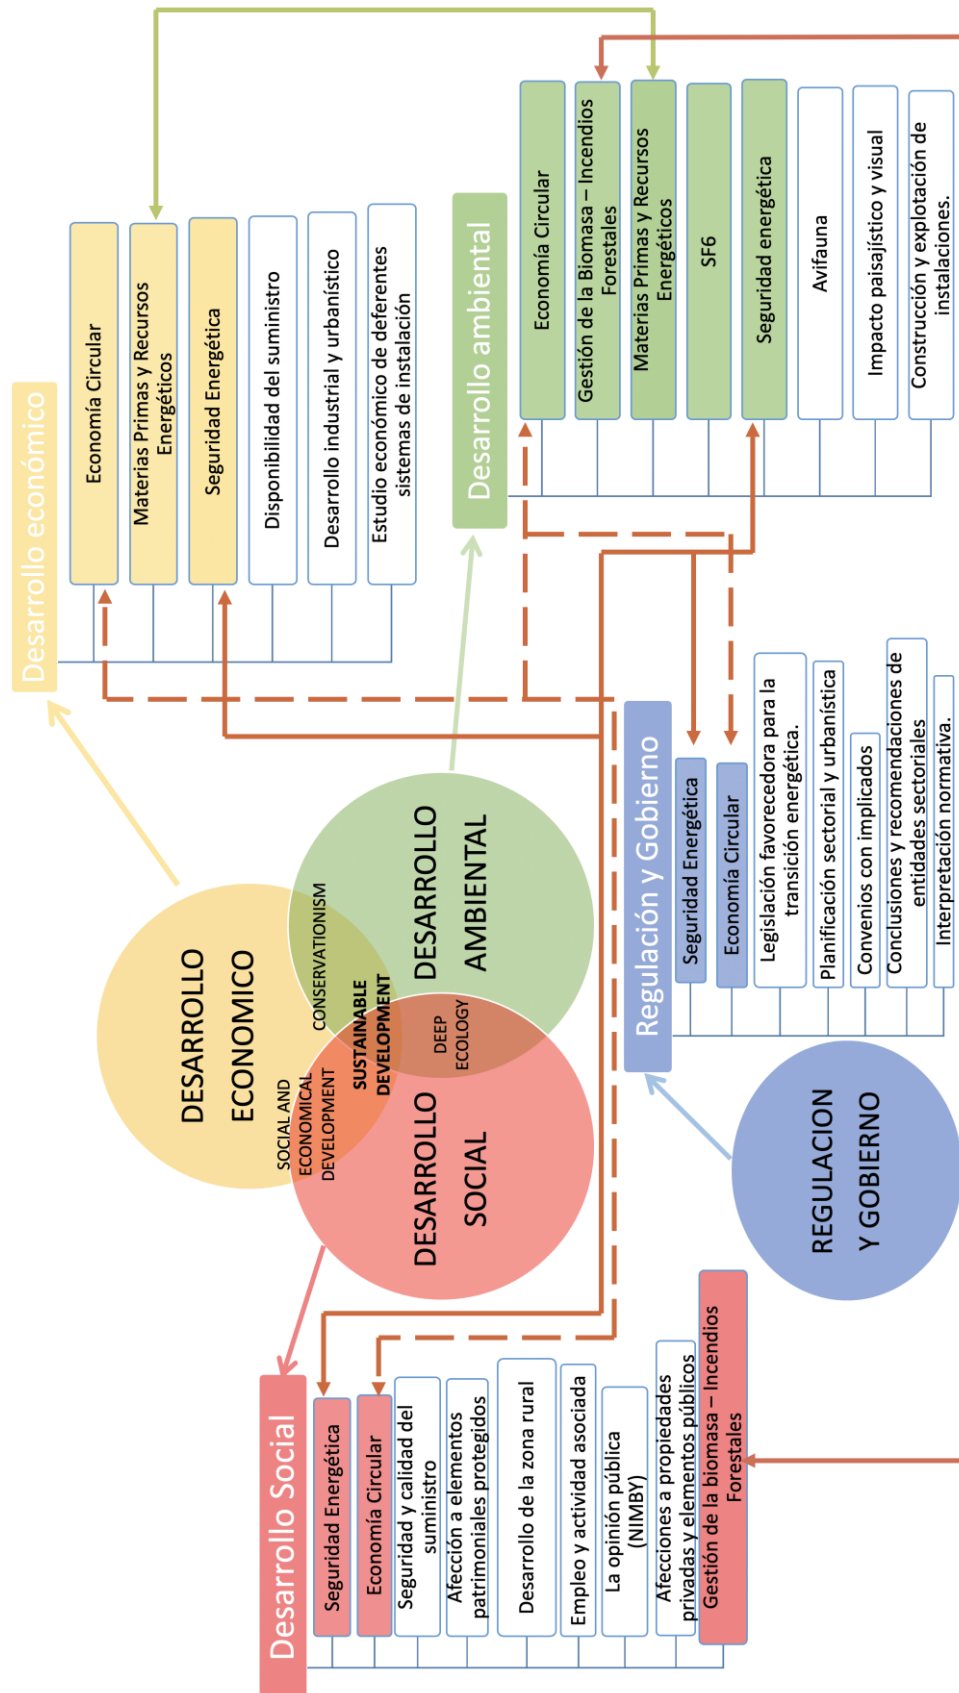 Desarrollo Social
Seguridad Energética
Economía Circular
Seguridad y calidad del
suministro
Afección a elementos
patrimoniales protegidos
Desarrollo de la zona rural
Empleo y actividad asociada
La opinión pública
(NIMBY)
Afecciones a propiedades
privadas y elementos públicos
Gestión de la biomasa – Incendios
Forestales
DESARROLLO
ECONOMICO
SOCIAL AND
ECONOMICAL
DEVELOPMENT
CONSERVATIONISM
SUSTAINABLE
DEVELOPMENT
DEEP
ECOLOGY
DESARROLLO
SOCIAL
DESARROLLO
AMBIENTAL
REGULACION
Y GOBIERNO
Regulación y Gobierno
Seguridad Energética
Economía Circular
Legislación favorecedora para la
transición energética.
Planificación sectorial y urbanística
Convenios con implicados
Conclusiones y recomendaciones de
entidades sectoriales
Interpretación normativa.
Desarrollo económico
Economía Circular
Materias Primas y Recursos
Energéticos
Seguridad Energética
Disponibilidad del suministro
Desarrollo industrial y urbanístico
Estudio económico de deferentes
sistemas de instalación
Desarrollo ambiental
Economía Circular
Gestión de la Biomasa – Incendios
Forestales
Materias Primas y Recursos
Energéticos
SF6
Seguridad energética
Avifauna
Impacto paisajístico y visual
Construcción y explotación de
instalaciones.